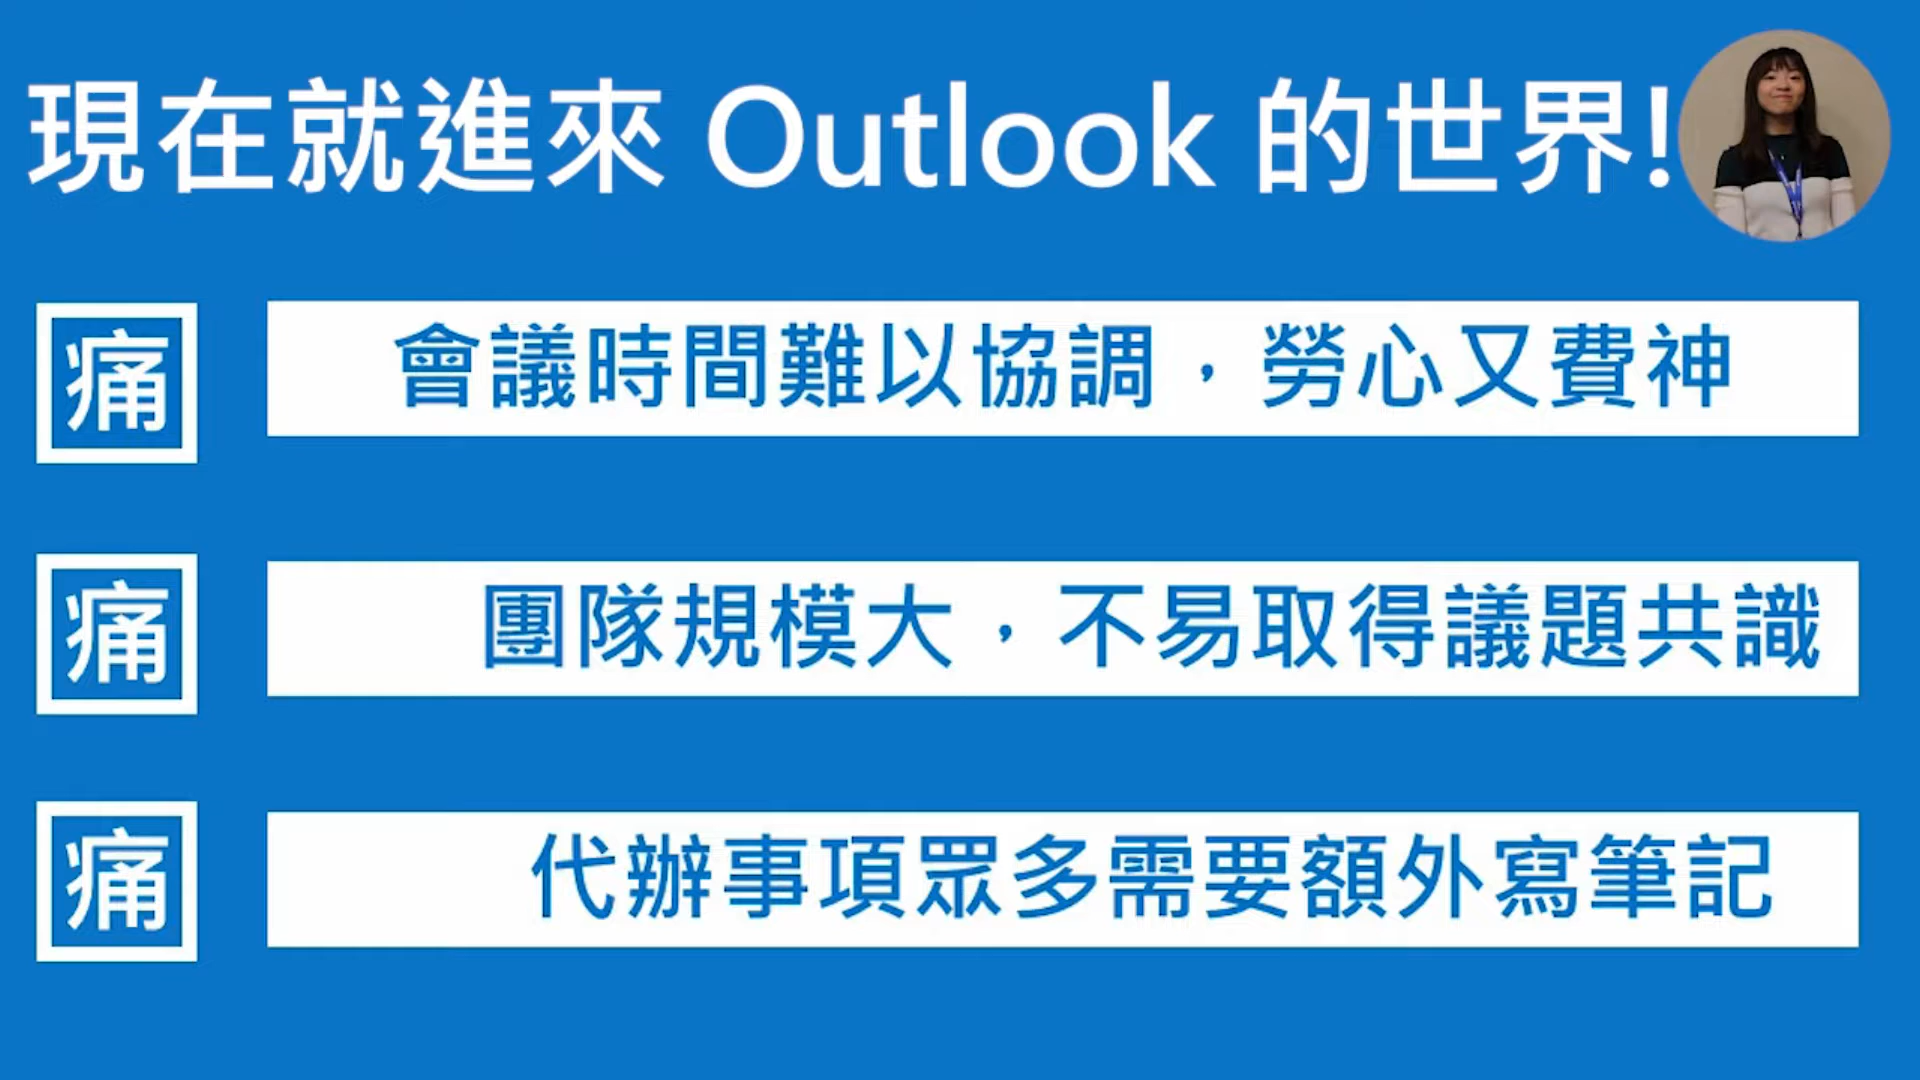 現在就進來 Outlook 的世界!
痛 會議時間難以協調，勞心又費神
痛 團隊規模大，不易取得議題共識
痛 代辦事項眾多需要額外寫筆記